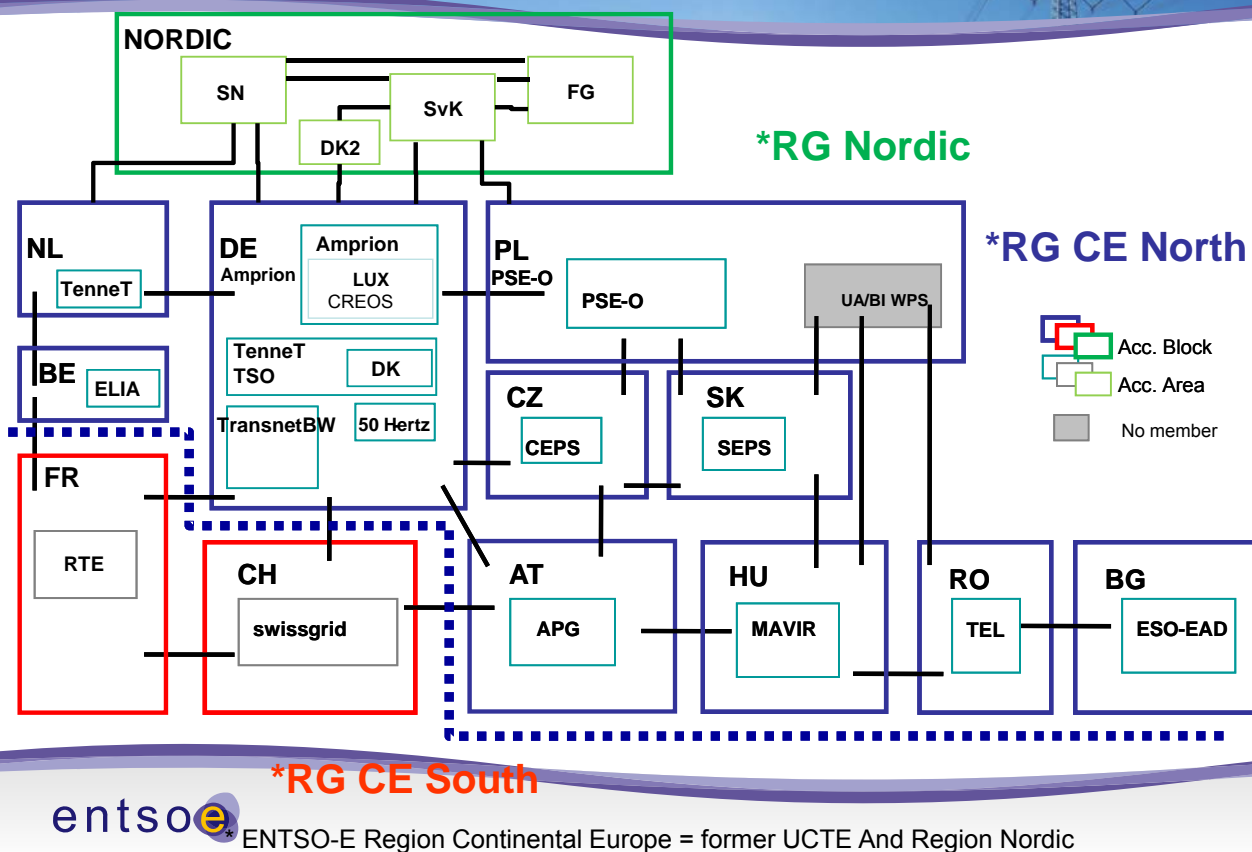 NORDIC
SN
SvK
FG
DK2
*RG Nordic
NL
TenneT
DE
Amprion
Amprion
LUX
CREOS
PL
PSE-O
PSE-O
UA/BI WPS
*RG CE North
BE
ELIA
TenneT
TSO
DK
TransnetBW
50 Hertz
CZ
CEPS
SK
SEPS
Acc. Block
Acc. Area
No member
FR
RTE
CH
swissgrid
AT
APG
HU
MAVIR
RO
TEL
BG
ESO-EAD
*RG CE South
entsoe
* ENTSO-E Region Continental Europe = former UCTE And Region Nordic